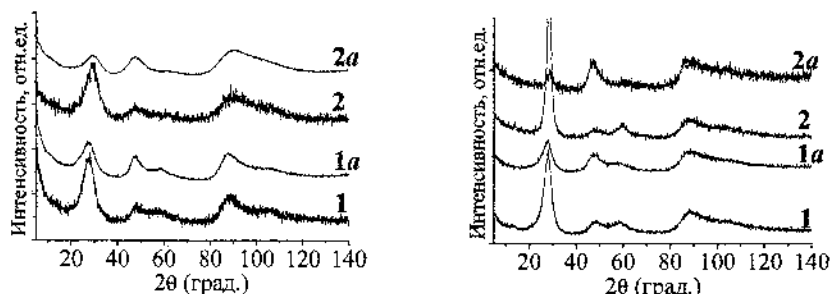 Интенсивность, отн.ед.
2a
2
1a
1
20 40 60 80 100 120 140
2θ (град.)
Интенсивность, отн.ед.
2a
2
1a
1
20 40 60 80 100 120 140
2θ (град.)